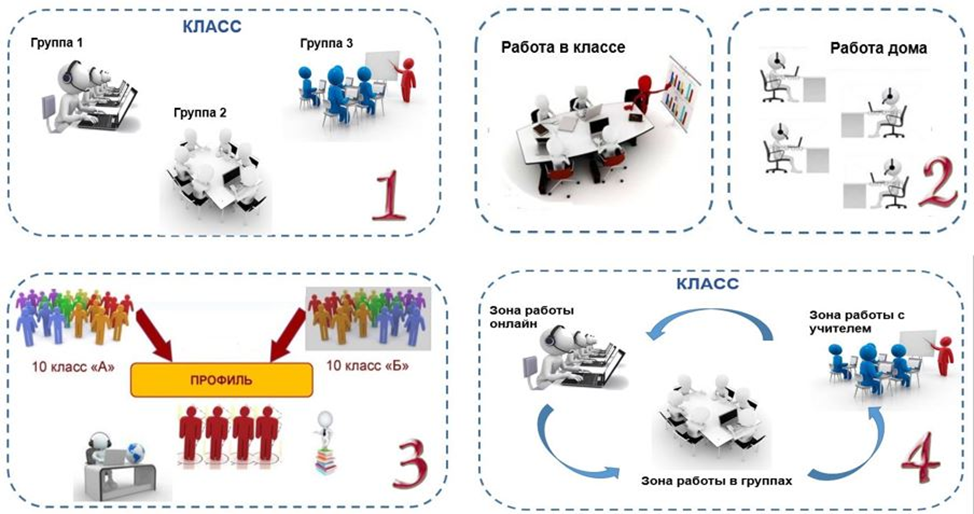 КЛАСС
Группа 1
Группа 3
Группа 2
1
Работа в классе
Работа дома
2
10 класс «А»
10 класс «Б»
ПРОФИЛЬ
3
КЛАСС
Зона работы
онлайн
Зона работы с
учителем
Зона работы в группах
4